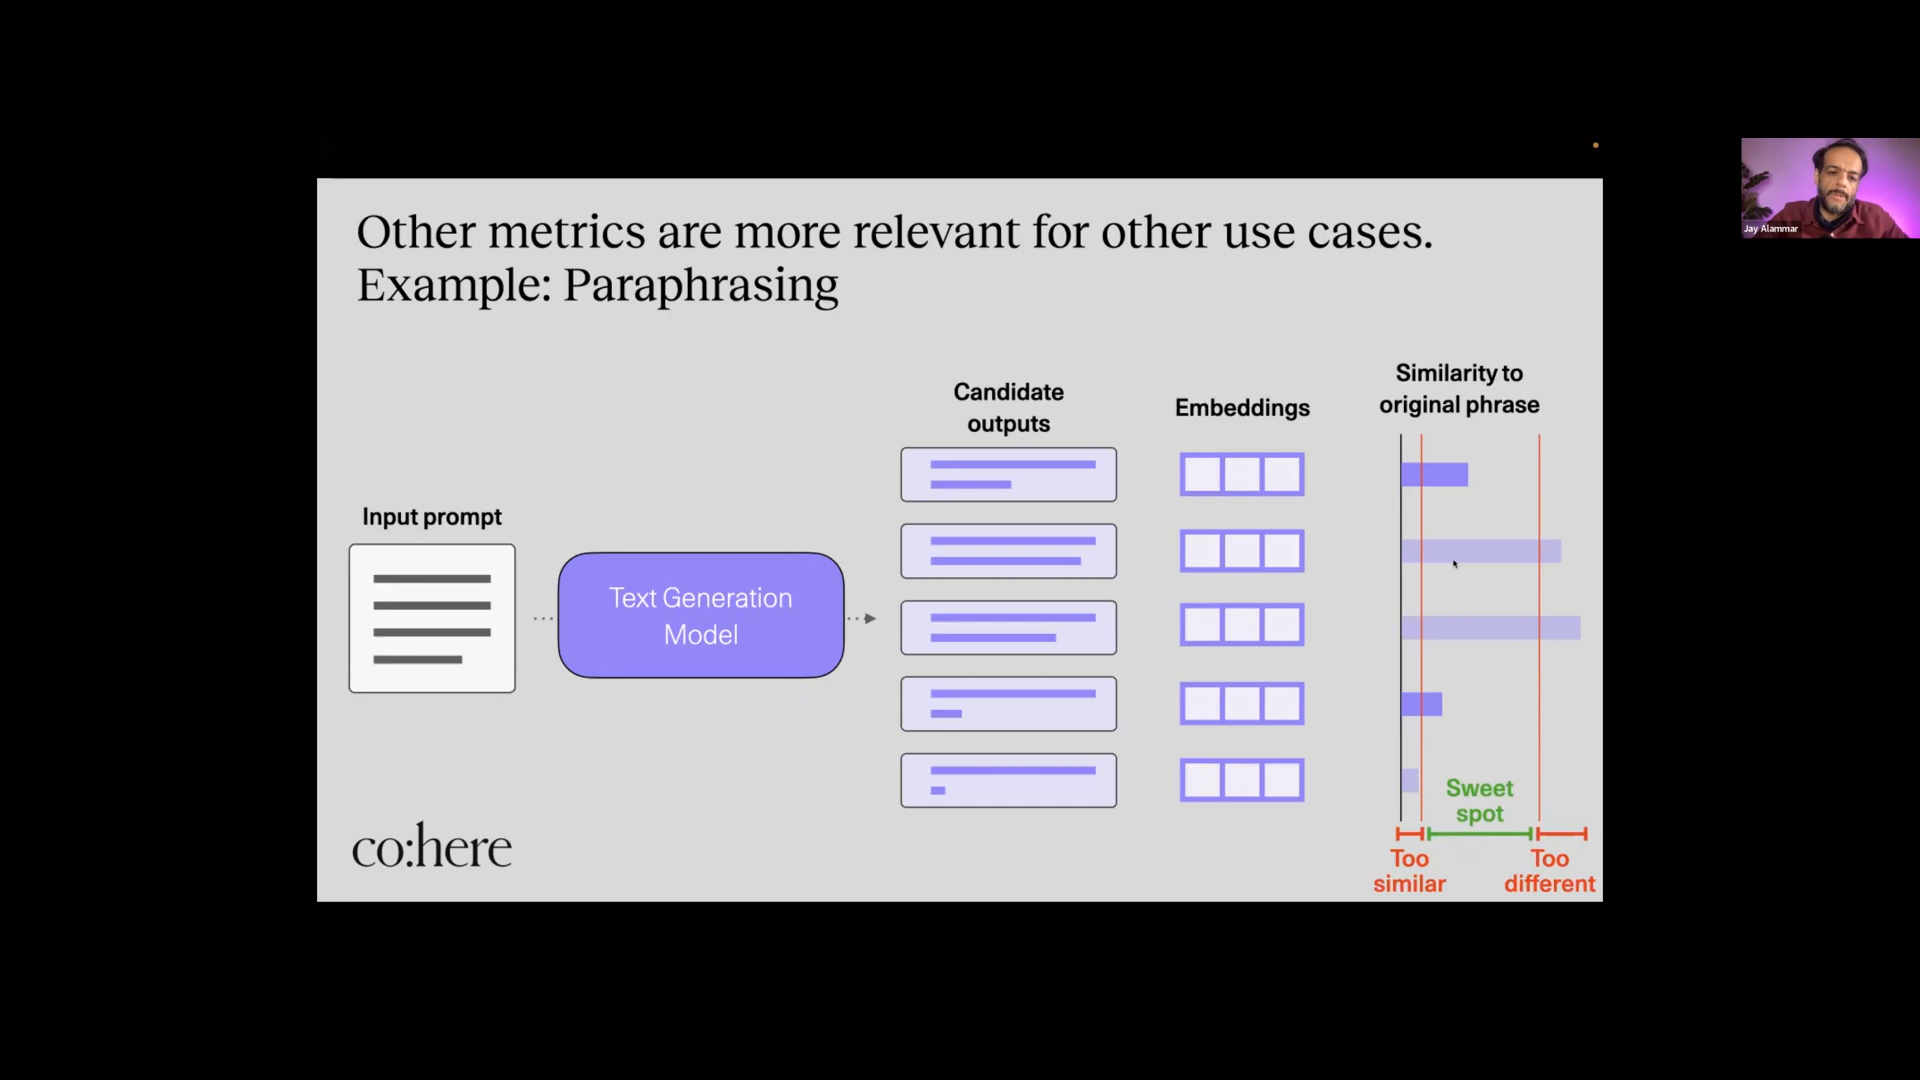 Other metrics are more relevant for other use cases.
Example: Paraphrasing
Similarity to
original phrase
Candidate
outputs
Embeddings
Input prompt
Text Generation
Model
Sweet
spot
Too
similar
Too
different
co:here
Jay Alammar